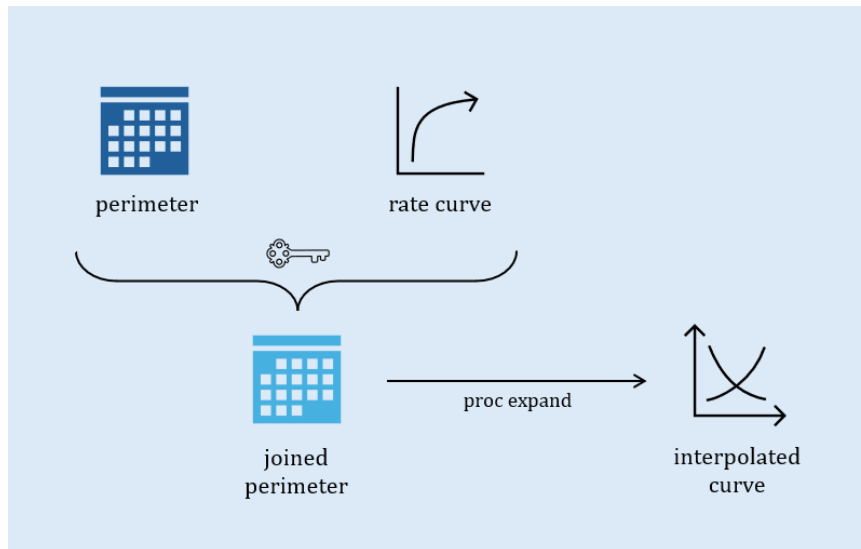 perimeter
rate curve
joined
perimeter
proc expand
interpolated
curve